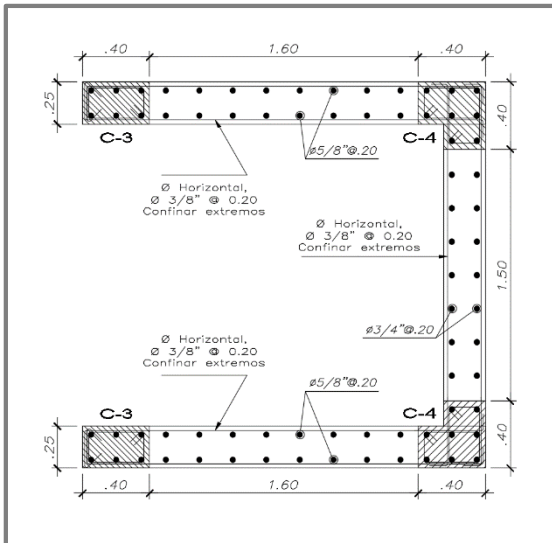 .40
1.60
.40
.25
.40
C-3
C-4
ø5/8"@.20
Ø Horizontal,
Ø 3/8" @ 0.20
Confinar extremos
Ø Horizontal,
Ø 3/8" @ 0.20
Confinar extremos
1.50
ø3/4"@.20
Ø Horizontal,
Ø 3/8" @ 0.20
Confinar extremos
ø5/8"@.20
C-3
C-4
.25
.40
.40
1.60
.40